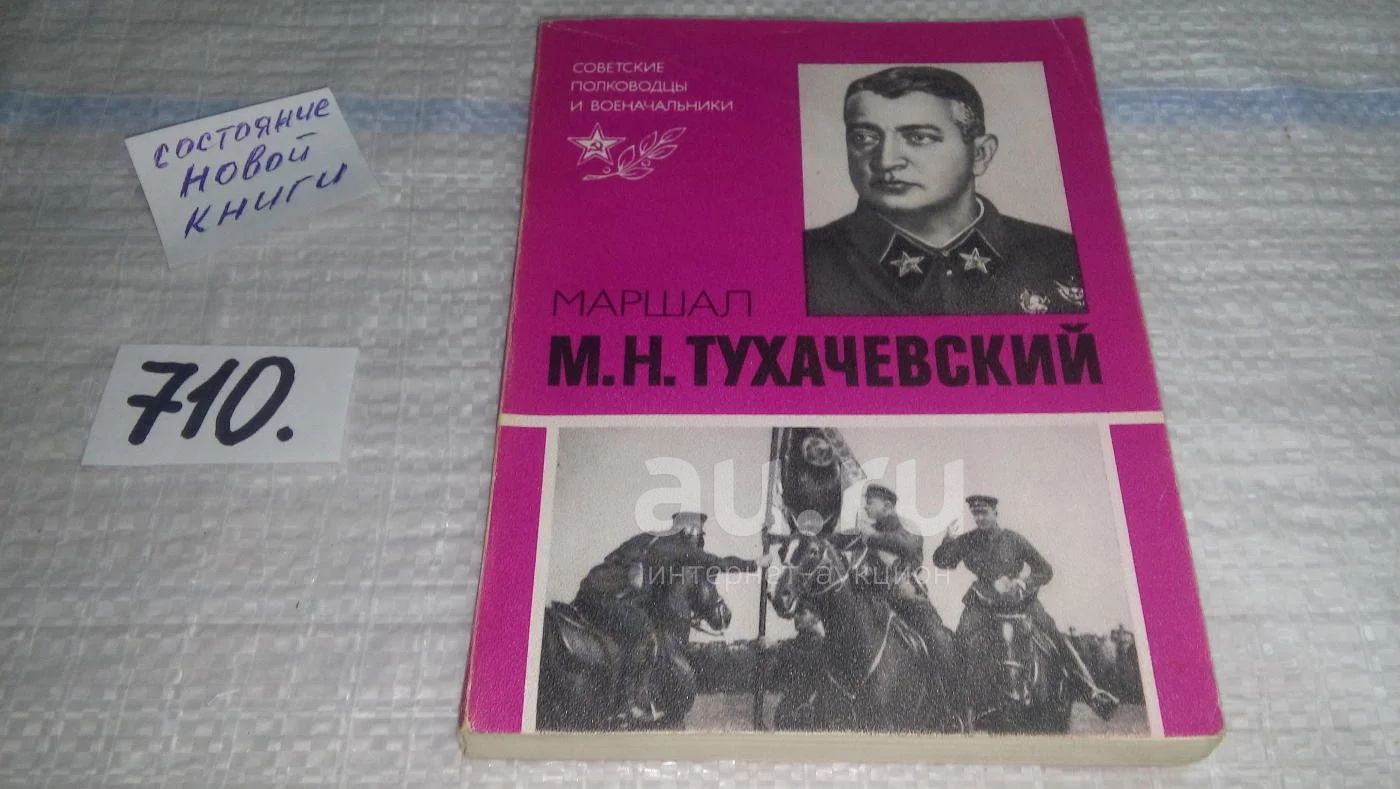 состояние
новой
книги
710.
СОВЕТСКИЕ
ПОЛКОВОДЦЫ
И ВОЕНАЧАЛЬНИКИ
МАРШАЛ
М.Н. ТУХАЧЕВСКИЙ
au.ru
интернет-аукцион